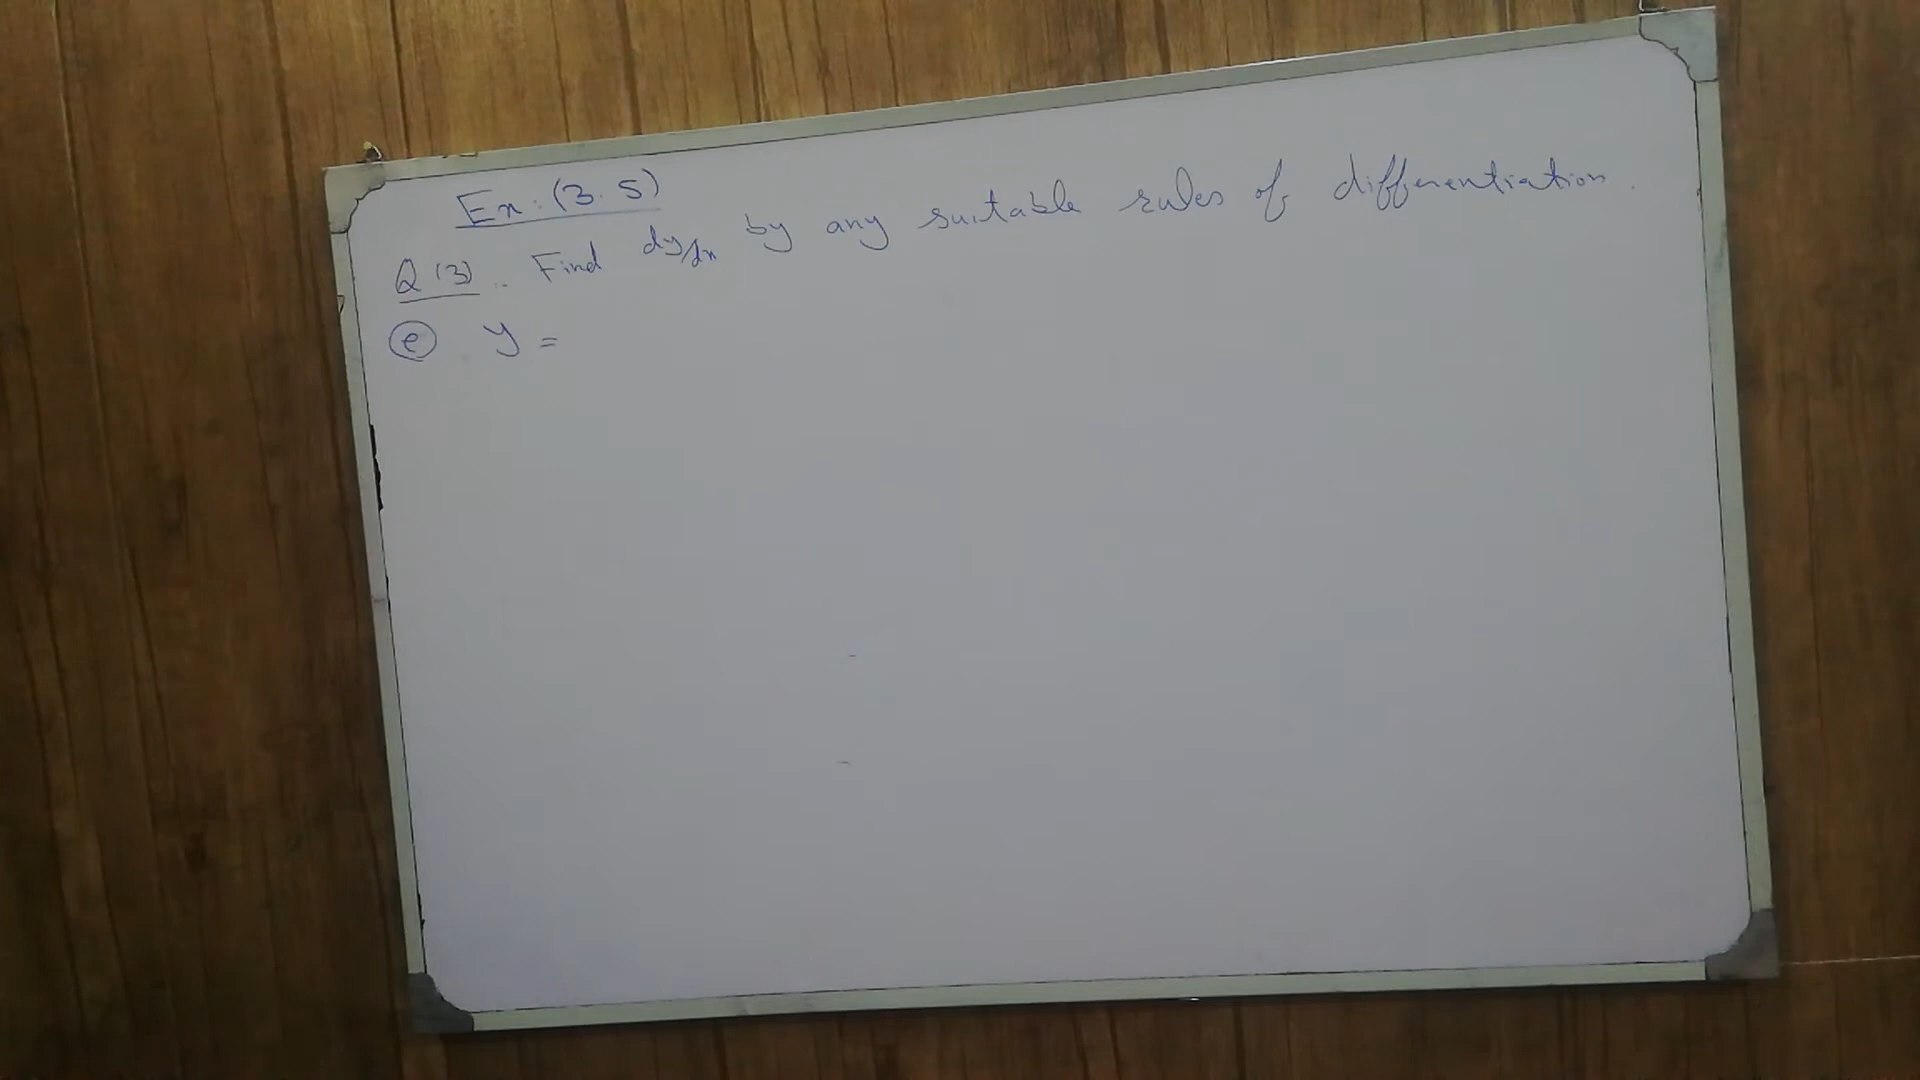 Ex: (3.5)
Q(3). Find dy/dx by any suitable rules of differentiation.
(e) y =